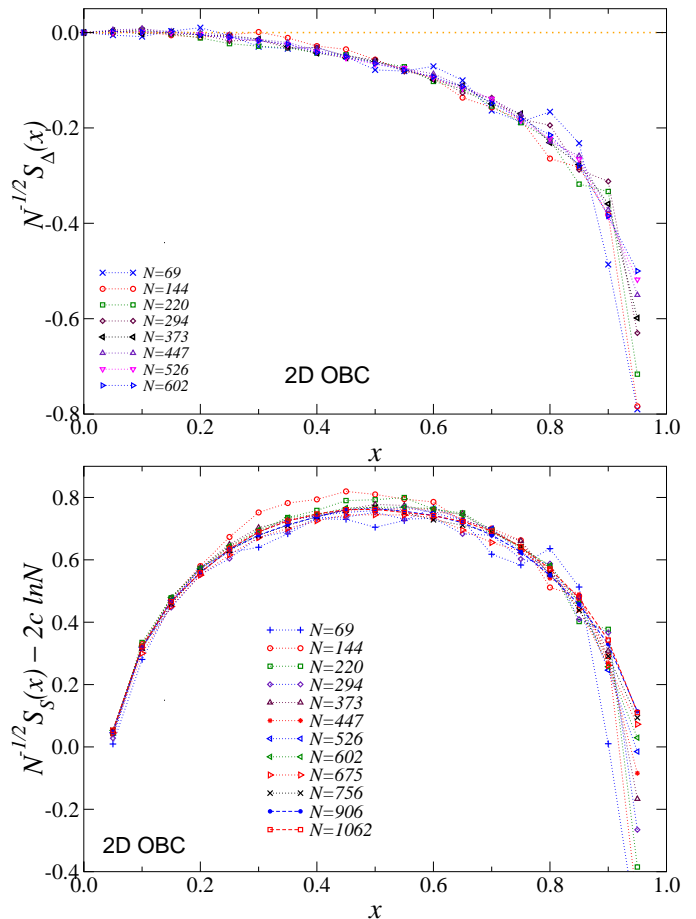 0.0
-0.2
-0.4
-0.6
-0.8
N^{-1/2} S_Δ(x)
N=69
N=144
N=220
N=294
N=373
N=447
N=526
N=602
2D OBC
0.0 0.2 0.4 0.6 0.8 1.0
x
0.8
0.6
0.4
0.2
0.0
-0.2
-0.4
N^{-1/2} S_S(x) − 2c lnN
N=69
N=144
N=220
N=294
N=373
N=447
N=526
N=602
N=675
N=756
N=906
N=1062
2D OBC
0.0 0.2 0.4 0.6 0.8 1.0
x